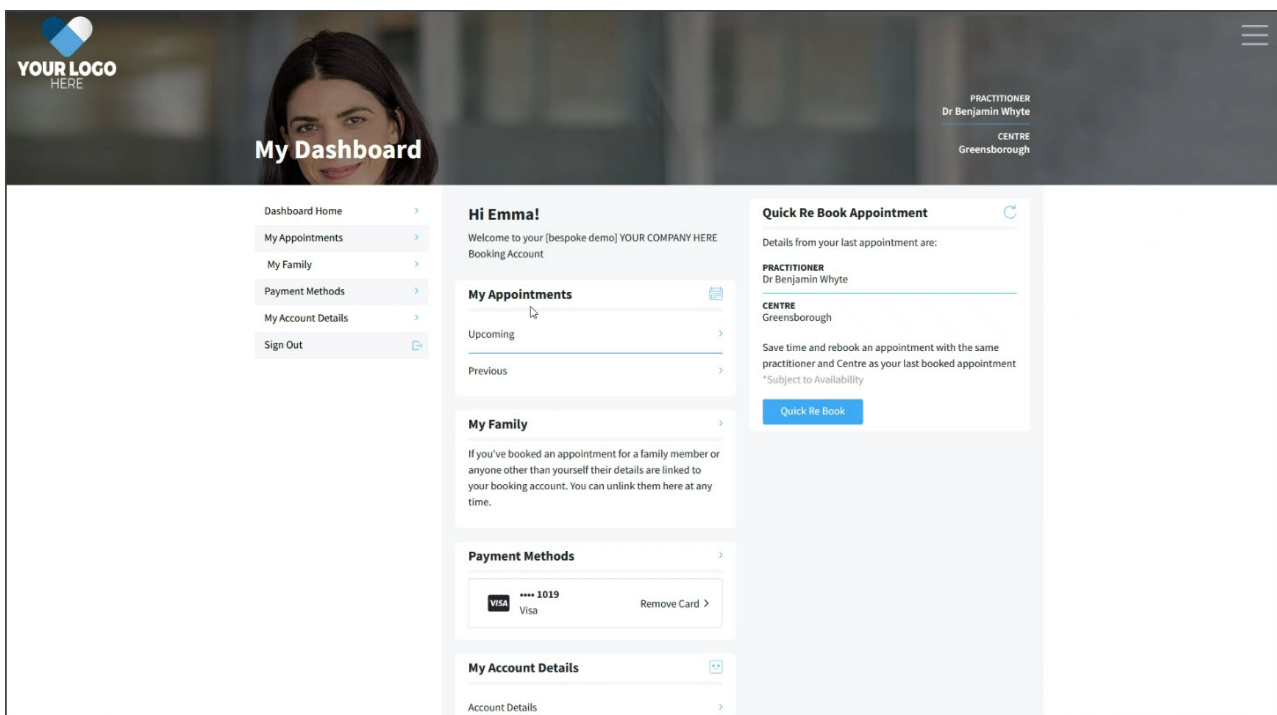 YOUR LOGO
HERE
PRACTITIONER
Dr Benjamin Whyte
CENTRE
Greensborough
My Dashboard
Dashboard Home
My Appointments
My Family
Payment Methods
My Account Details
Sign Out
Hi Emma!
Welcome to your [bespoke demo] YOUR COMPANY HERE
Booking Account
My Appointments
Upcoming
Previous
My Family
If you've booked an appointment for a family member or
anyone other than yourself their details are linked to
your booking account. You can unlink them here at any
time.
Payment Methods
VISA
•••• 1019
Visa
Remove Card
My Account Details
Account Details
Quick Re Book Appointment
Details from your last appointment are:
PRACTITIONER
Dr Benjamin Whyte
CENTRE
Greensborough
Save time and rebook an appointment with the same
practitioner and Centre as your last booked appointment
*Subject to Availability
Quick Re Book